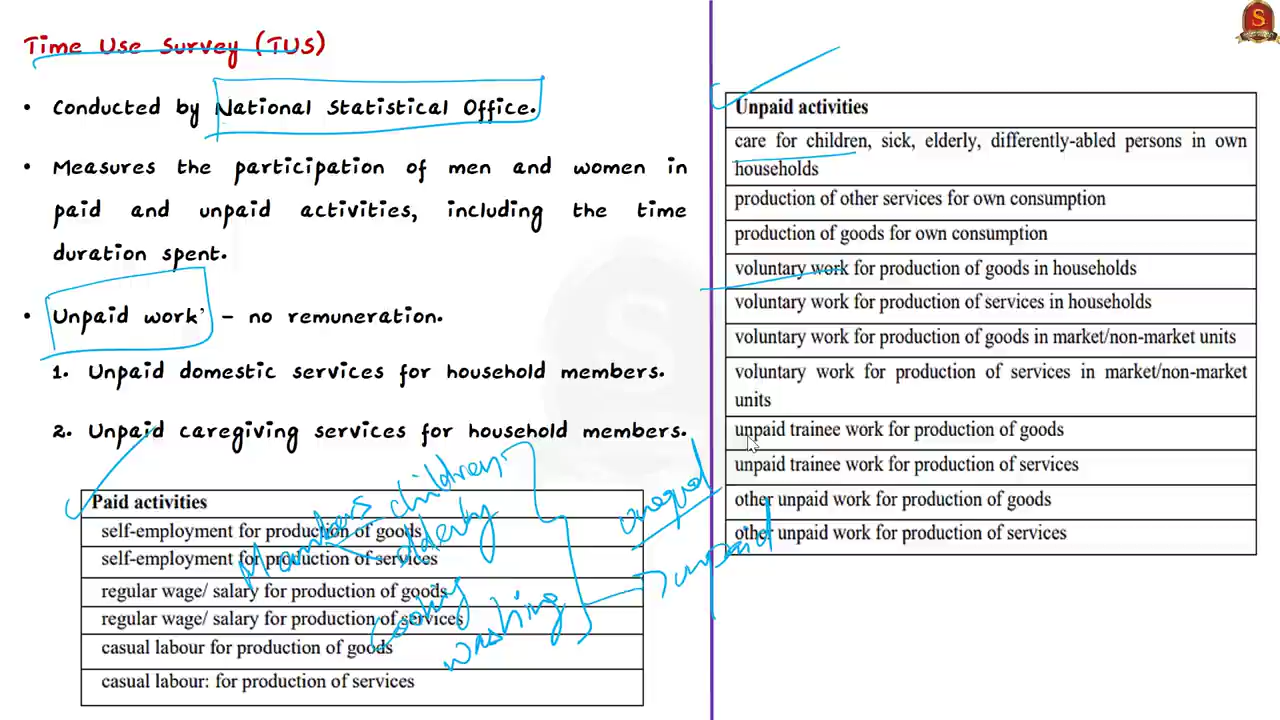 Time Use Survey (TUS)
• Conducted by National Statistical Office.
• Measures the participation of men and women in
paid and unpaid activities, including the time
duration spent.
• Unpaid work' – no remuneration.
1. Unpaid domestic services for household members.
2. Unpaid caregiving services for household members.
Paid activities
self-employment for production of goods
self-employment for production of services
regular wage/ salary for production of goods
regular wage/ salary for production of services
casual labour for production of goods
casual labour: for production of services
children
elderly
Members
cooking
washing
unpaid
Unpaid activities
care for children, sick, elderly, differently-abled persons in own
households
production of other services for own consumption
production of goods for own consumption
voluntary work for production of goods in households
voluntary work for production of services in households
voluntary work for production of goods in market/non-market units
voluntary work for production of services in market/non-market
units
unpaid trainee work for production of goods
unpaid trainee work for production of services
other unpaid work for production of goods
other unpaid work for production of services
S